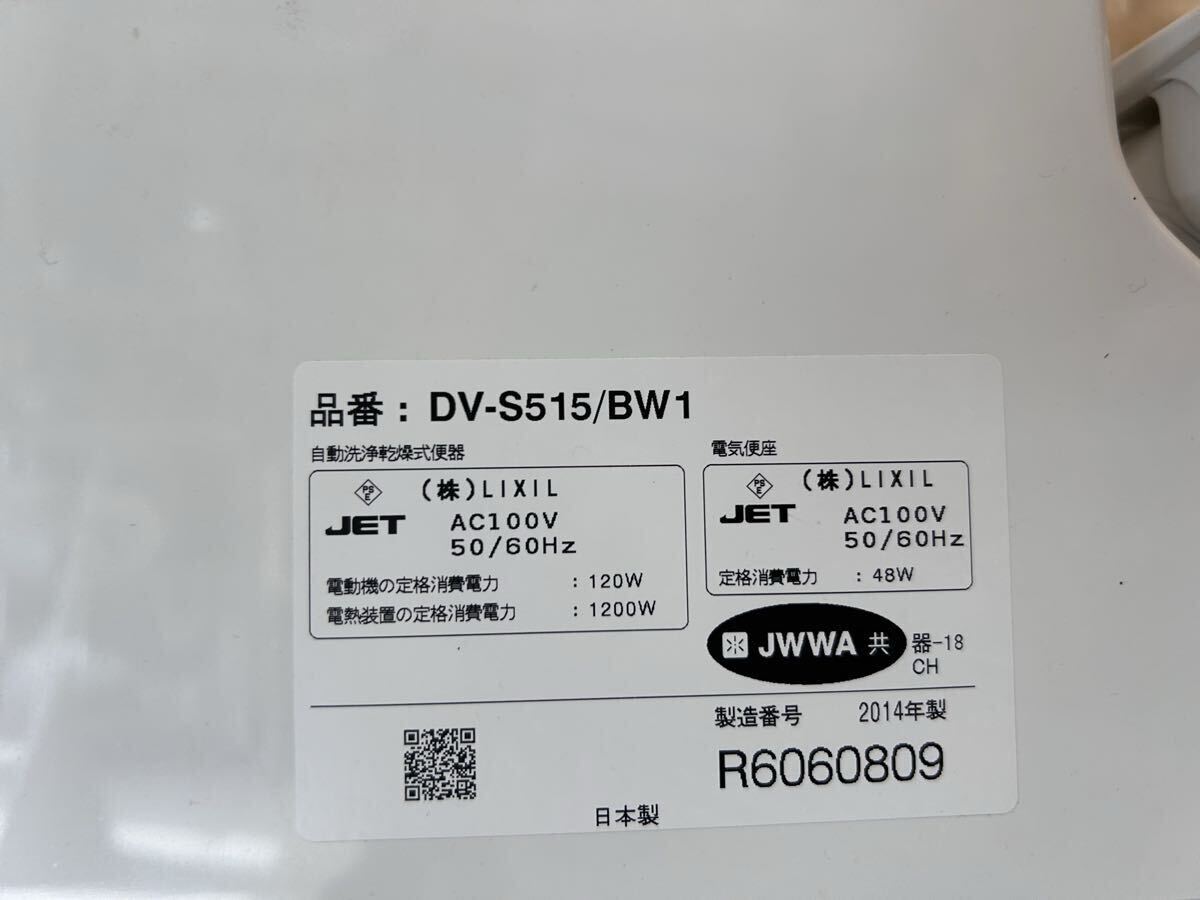 品番：DV-S515/BW1
自動洗浄乾燥式便器
PS
E
(株)LIXIL
JET
AC100V
50/60Hz
電動機の定格消費電力 ：120W
電熱装置の定格消費電力 ：1200W
電気便座
PS
E
(株)LIXIL
JET
AC100V
50/60Hz
定格消費電力 ：48W
JWWA 共
器-18
CH
製造番号 2014年製
R6060809
日本製